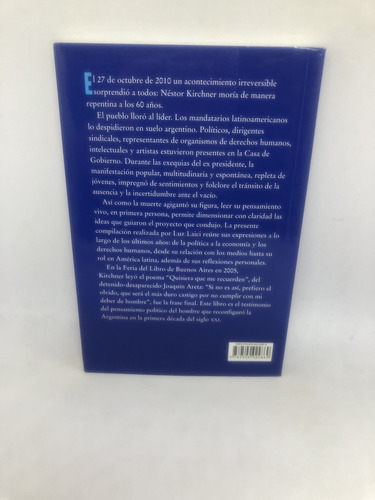 El 27 de octubre de 2010 un acontecimiento irreversible
sorprendió a todos: Néstor Kirchner moría de manera
repentina a los 60 años.
El pueblo lloró al líder. Los mandatarios latinoamericanos
lo despidieron en suelo argentino. Políticos, dirigentes
sindicales, representantes de organismos de derechos humanos,
intelectuales y artistas estuvieron presentes en la Casa de
Gobierno. Durante las exequias del ex presidente, la
manifestación popular, multitudinaria y espontánea, repleta de
jóvenes, impregnó de sentimientos y folclore el tránsito de la
ausencia y la incertidumbre ante el vacío.
Así como la muerte agigantó su figura, leer su pensamiento
vivo, en primera persona, permite dimensionar con claridad las
ideas que guiaron el proyecto que condujo. La presente
compilación realizada por Luz Laici reúne sus expresiones a lo
largo de los últimos años: de la política a la economía y los
derechos humanos, desde su relación con los medios hasta su
rol en América latina, además de sus reflexiones personales.
En la Feria del Libro de Buenos Aires en 2005,
Kirchner leyó el poema "Quisiera que me recuerden", del
detenido-desaparecido Joaquín Areta: "Si no es así, prefiero el
olvido, que será el más duro castigo por no cumplir con mi
deber de hombre", fue la frase final. Este libro es el testimonio
del pensamiento político del hombre que reconfiguró la
Argentina en la primera década del siglo XXI.